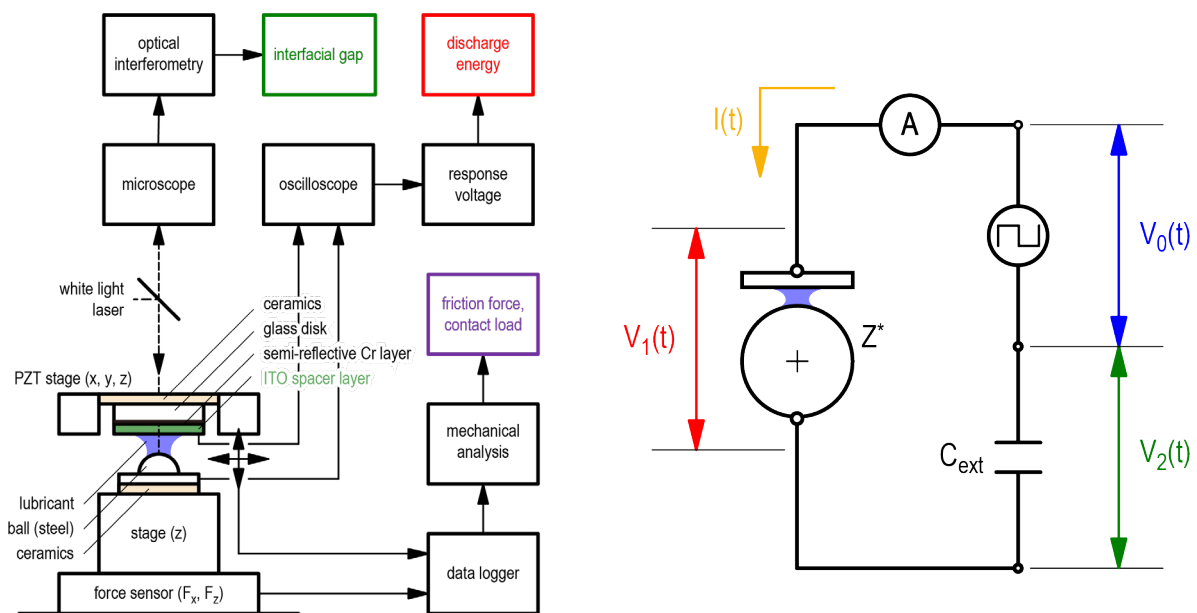 optical
interferometry
interfacial gap
discharge
energy
microscope
oscilloscope
response
voltage
white light
laser
ceramics
glass disk
semi-reflective Cr layer
ITO spacer layer
PZT stage (x, y, z)
friction force,
contact load
mechanical
analysis
lubricant
ball (steel)
ceramics
stage (z)
data logger
force sensor (Fx, Fz)
I(t)
A
V0(t)
V1(t)
Z*
Cext
V2(t)